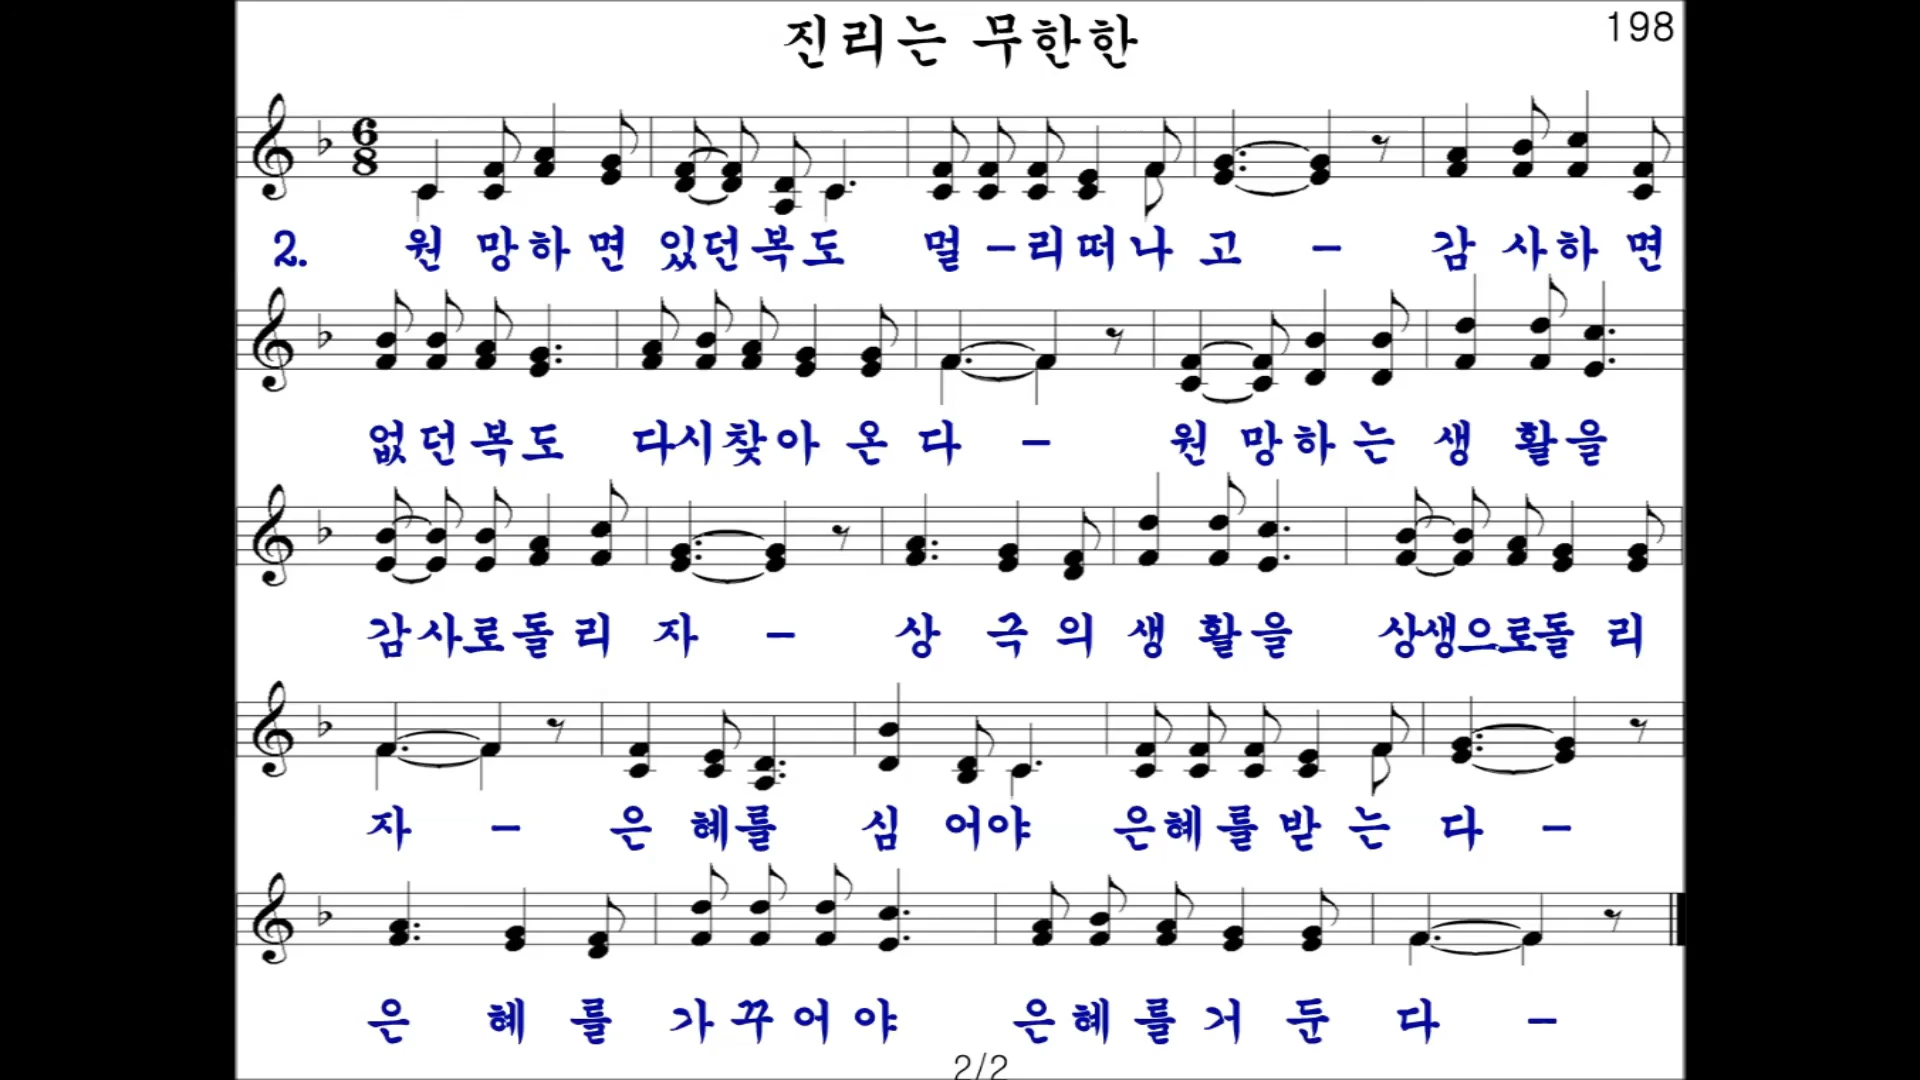 진리는 무한한
198
2. 원 망하 면 있던복도 멀 -리떠나 고 - 감 사하 면
없던복도 다시찾아 온 다 - 원 망하 는 생 활을
감사로돌 리 자 - 상 극 의 생 활을 상생으로돌 리
자 - 은 혜를 심 어야 은혜를받 는 다 -
은 혜 를 가꾸어야 은혜를거 둔 다 -
2/2